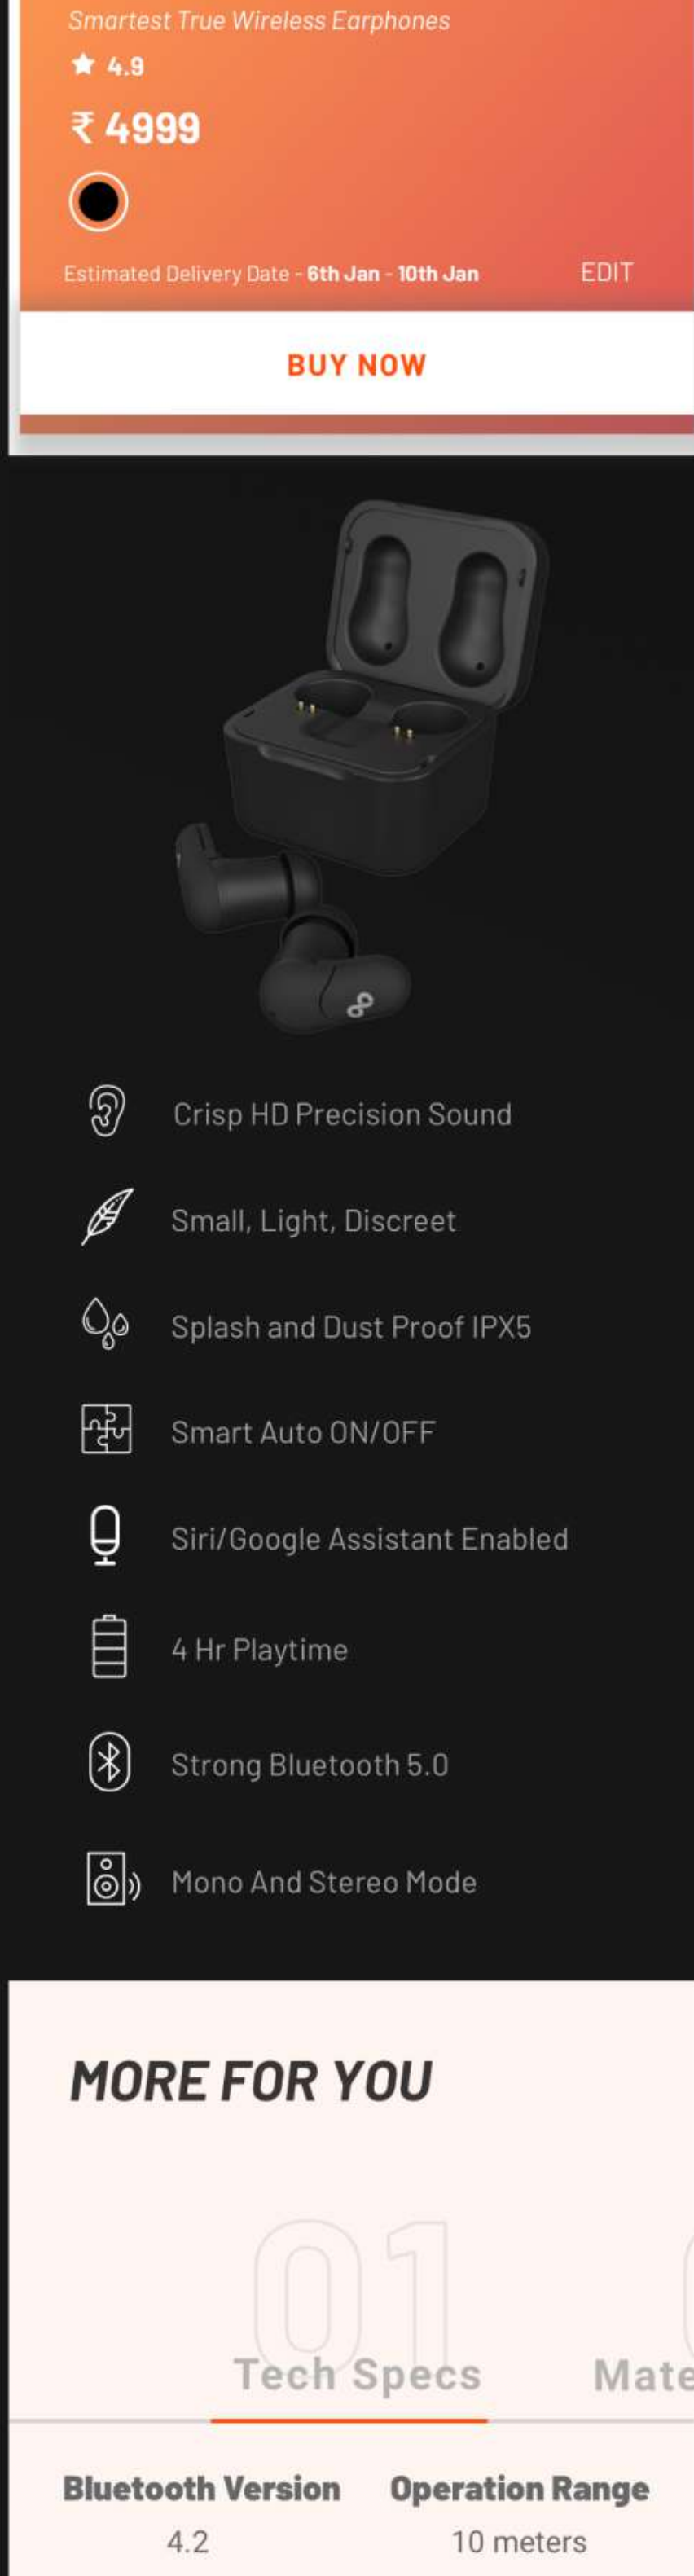 Smartest True Wireless Earphones
★ 4.9
₹ 4999
Estimated Delivery Date - 6th Jan - 10th Jan EDIT
BUY NOW
Crisp HD Precision Sound
Small, Light, Discreet
Splash and Dust Proof IPX5
Smart Auto ON/OFF
Siri/Google Assistant Enabled
4 Hr Playtime
Strong Bluetooth 5.0
Mono And Stereo Mode
MORE FOR YOU
01
Tech Specs Mate
Bluetooth Version Operation Range
4.2 10 meters